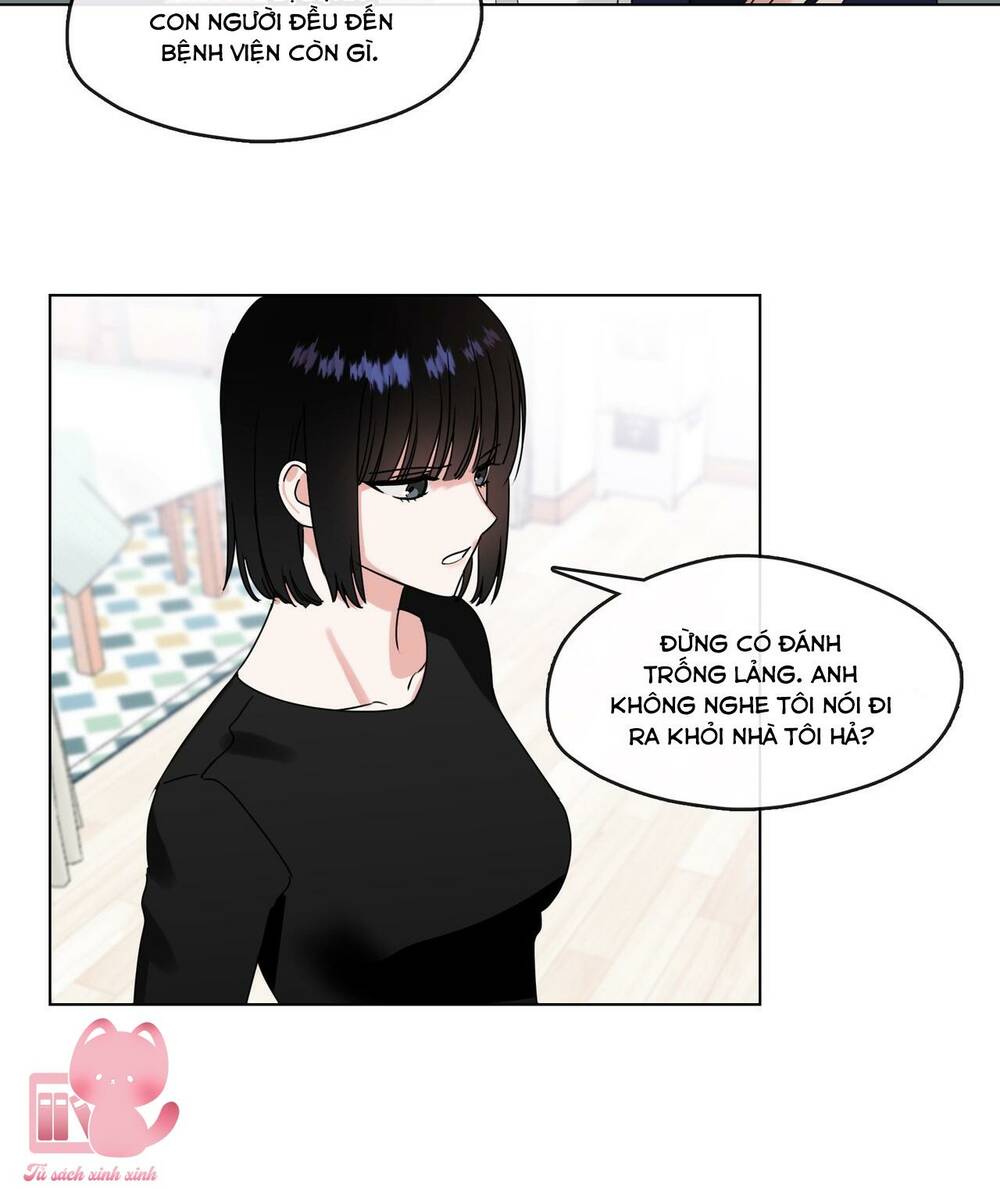 CON NGƯỜI ĐỀU ĐẾN
BỆNH VIỆN CÒN GÌ.
ĐỪNG CÓ ĐÁNH
TRỐNG LẢNG. ANH
KHÔNG NGHE TÔI NÓI ĐI
RA KHỎI NHÀ TÔI HẢ?
Tủ sách xinh xinh